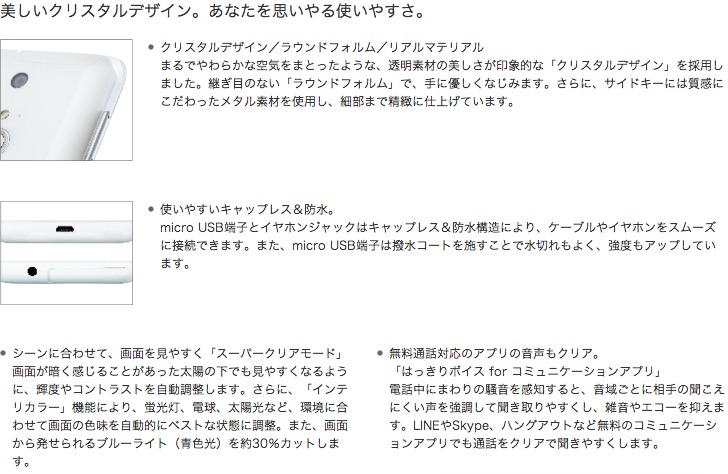 美しいクリスタルデザイン。あなたを思いやる使いやすさ。
クリスタルデザイン／ラウンドフォルム／リアルマテリアル
まるでやわらかな空気をまとったような、透明素材の美しさが印象的な「クリスタルデザイン」を採用し
ました。継ぎ目のない「ラウンドフォルム」で、手に優しくなじみます。さらに、サイドキーには質感に
こだわったメタル素材を使用し、細部まで精緻に仕上げています。
使いやすいキャップレス＆防水。
micro USB端子とイヤホンジャックはキャップレス＆防水構造により、ケーブルやイヤホンをスムーズ
に接続できます。また、micro USB端子は撥水コートを施すことで水切れもよく、強度もアップしてい
ます。
シーンに合わせて、画面を見やすく「スーパークリアモード」
画面が暗く感じることがあった太陽の下でも見やすくなるよう
に、輝度やコントラストを自動調整します。さらに、「インテ
リカラー」機能により、蛍光灯、電球、太陽光など、環境に合
わせて画面の色味を自動的にベストな状態に調整。また、画面
から発せられるブルーライト（青色光）を約30%カットしま
す。
無料通話対応のアプリの音声もクリア。
「はっきりボイス for コミュニケーションアプリ」
電話中にまわりの騒音を感知すると、音域ごとに相手の聞こえ
にくい声を強調して聞き取りやすくし、雑音やエコーを抑えま
す。LINEやSkype、ハングアウトなど無料のコミュニケーシ
ョンアプリでも通話をクリアで聞きやすくします。